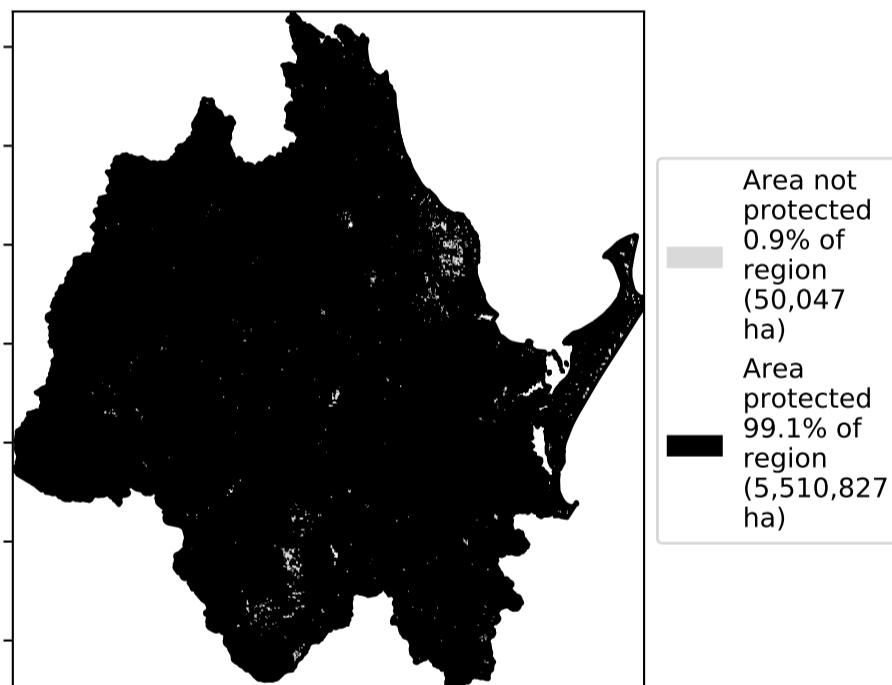 Area not
protected
0.9% of
region
(50,047
ha)
Area
protected
99.1% of
region
(5,510,827
ha)